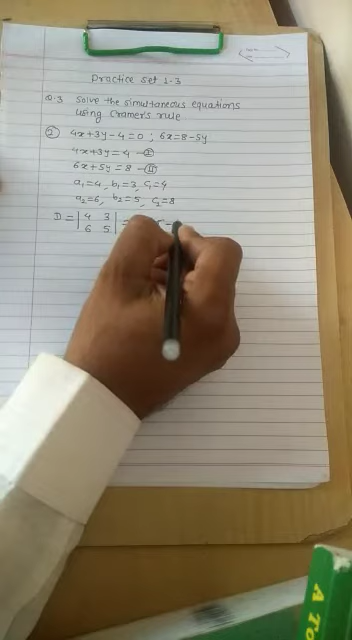 Practice set 1.3
Q.3 Solve the simultaneous equations
using Cramer's rule
② 4x+3y-4=0 ; 6x=8-5y
4x+3y=4 -Ⓘ
6x+5y=8 -Ⓘ Ⓘ
a₁=4, b₁=3, c₁=4
a₂=6, b₂=5, c₂=8
D = | 4 3 | =
| 6 5 |
A TO